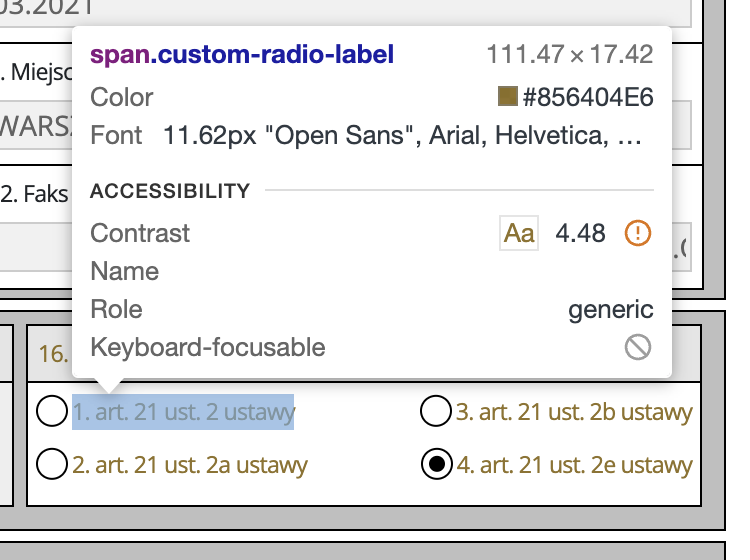 03.2021
span.custom-radio-label 111.47 × 17.42
Color #856404E6
Font 11.62px "Open Sans", Arial, Helvetica, …
ACCESSIBILITY
Contrast Aa 4.48
Name
Role generic
Keyboard-focusable
. Miejsc
WARSZ
2. Faks
16.
1. art. 21 ust. 2 ustawy
3. art. 21 ust. 2b ustawy
2. art. 21 ust. 2a ustawy
4. art. 21 ust. 2e ustawy